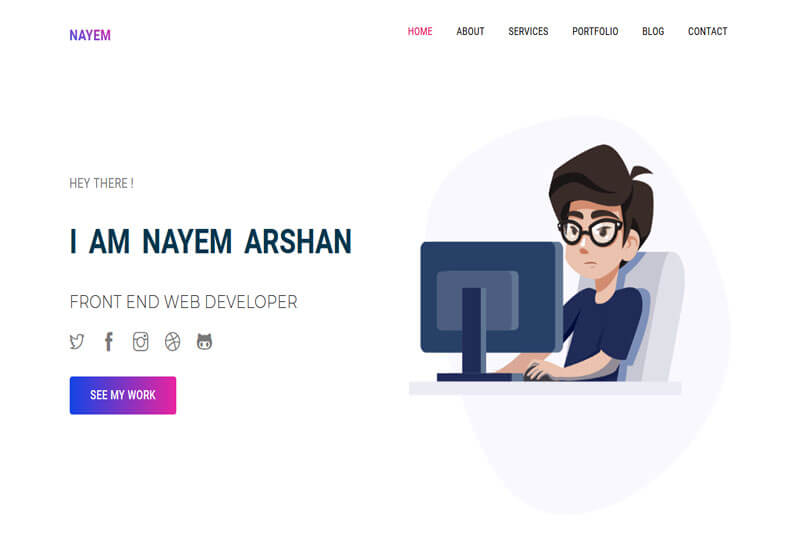 NAYEM
HOME ABOUT SERVICES PORTFOLIO BLOG CONTACT
HEY THERE !
I AM NAYEM ARSHAN
FRONT END WEB DEVELOPER
SEE MY WORK